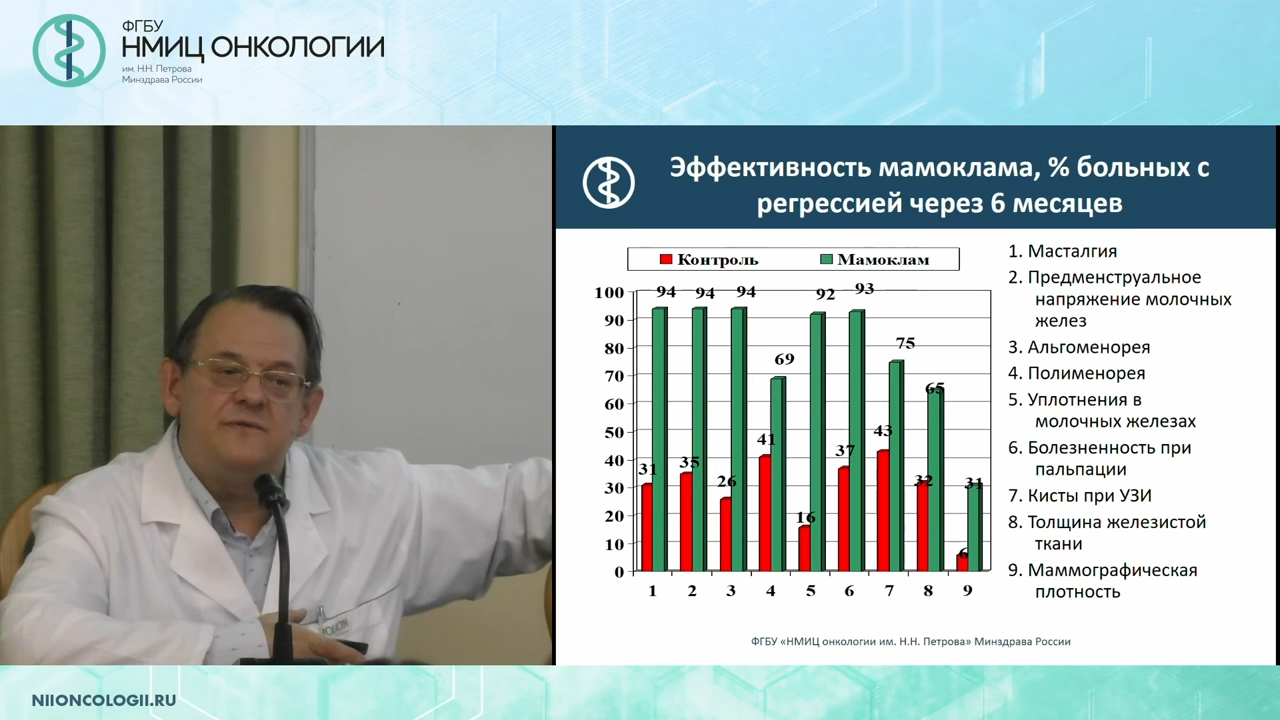 ФГБУ
НМИЦ ОНКОЛОГИИ
им. Н.Н. Петрова
Минздрава России
Эффективность мамоклама, % больных с
регрессией через 6 месяцев
Контроль
Мамоклам
100
90
80
70
60
50
40
30
20
10
0
31
94
35
94
26
94
41
69
16
92
37
93
43
75
32
65
6
31
1
2
3
4
5
6
7
8
9
1. Масталгия
2. Предменструальное
напряжение молочных
желез
3. Альгоменорея
4. Полименорея
5. Уплотнения в
молочных железах
6. Болезненность при
пальпации
7. Кисты при УЗИ
8. Толщина железистой
ткани
9. Маммографическая
плотность
ФГБУ «НМИЦ онкологии им. Н.Н. Петрова» Минздрава России
NIIONCOLOGII.RU